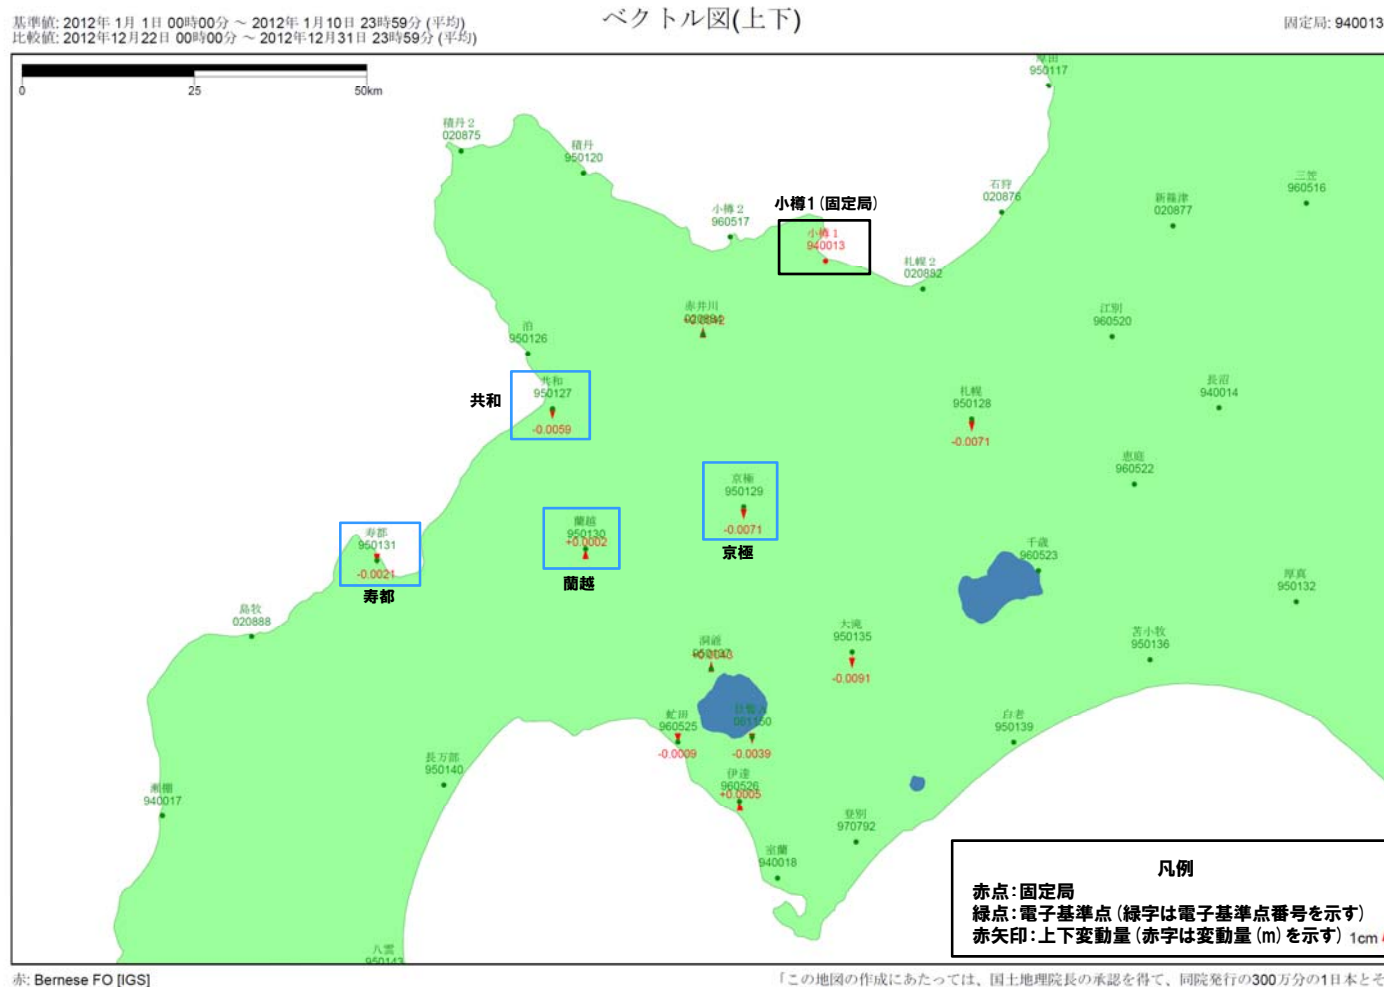 ベクトル図(上下)
基準値: 2012年 1月 1日 00時00分 ～ 2012年 1月10日 23時59分 (平均)
比較値: 2012年12月22日 00時00分 ～ 2012年12月31日 23時59分 (平均)
固定局: 940013
0 25 50km
950117
積丹2
020875
積丹
950120
小樽2
960517
小樽1 (固定局)
小樽1
940013
石狩
020876
新篠津
020877
三笠
960516
札幌2
020882
赤井川
江別
960520
泊
950126
共和
共和
950127
-0.0059
札幌
950128
-0.0071
長沼
940014
恵庭
960522
京極
950129
-0.0071
京極
蘭越
950130
+0.0002
蘭越
寿都
950131
-0.0021
寿都
千歳
960523
厚真
950132
島牧
020888
大滝
950135
-0.0091
苫小牧
950136
洞爺
虻田
960525
-0.0009
-0.0039
白老
950139
長万部
950140
伊達
960526
+0.0005
瀬棚
940017
登別
970792
室蘭
940018
八雲
950143
凡例
赤点:固定局
緑点:電子基準点 (緑字は電子基準点番号を示す)
赤矢印:上下変動量 (赤字は変動量 (m) を示す) 1cm
赤: Bernese FO [IGS]
「この地図の作成にあたっては、国土地理院長の承認を得て、同院発行の300万分の1日本とそ